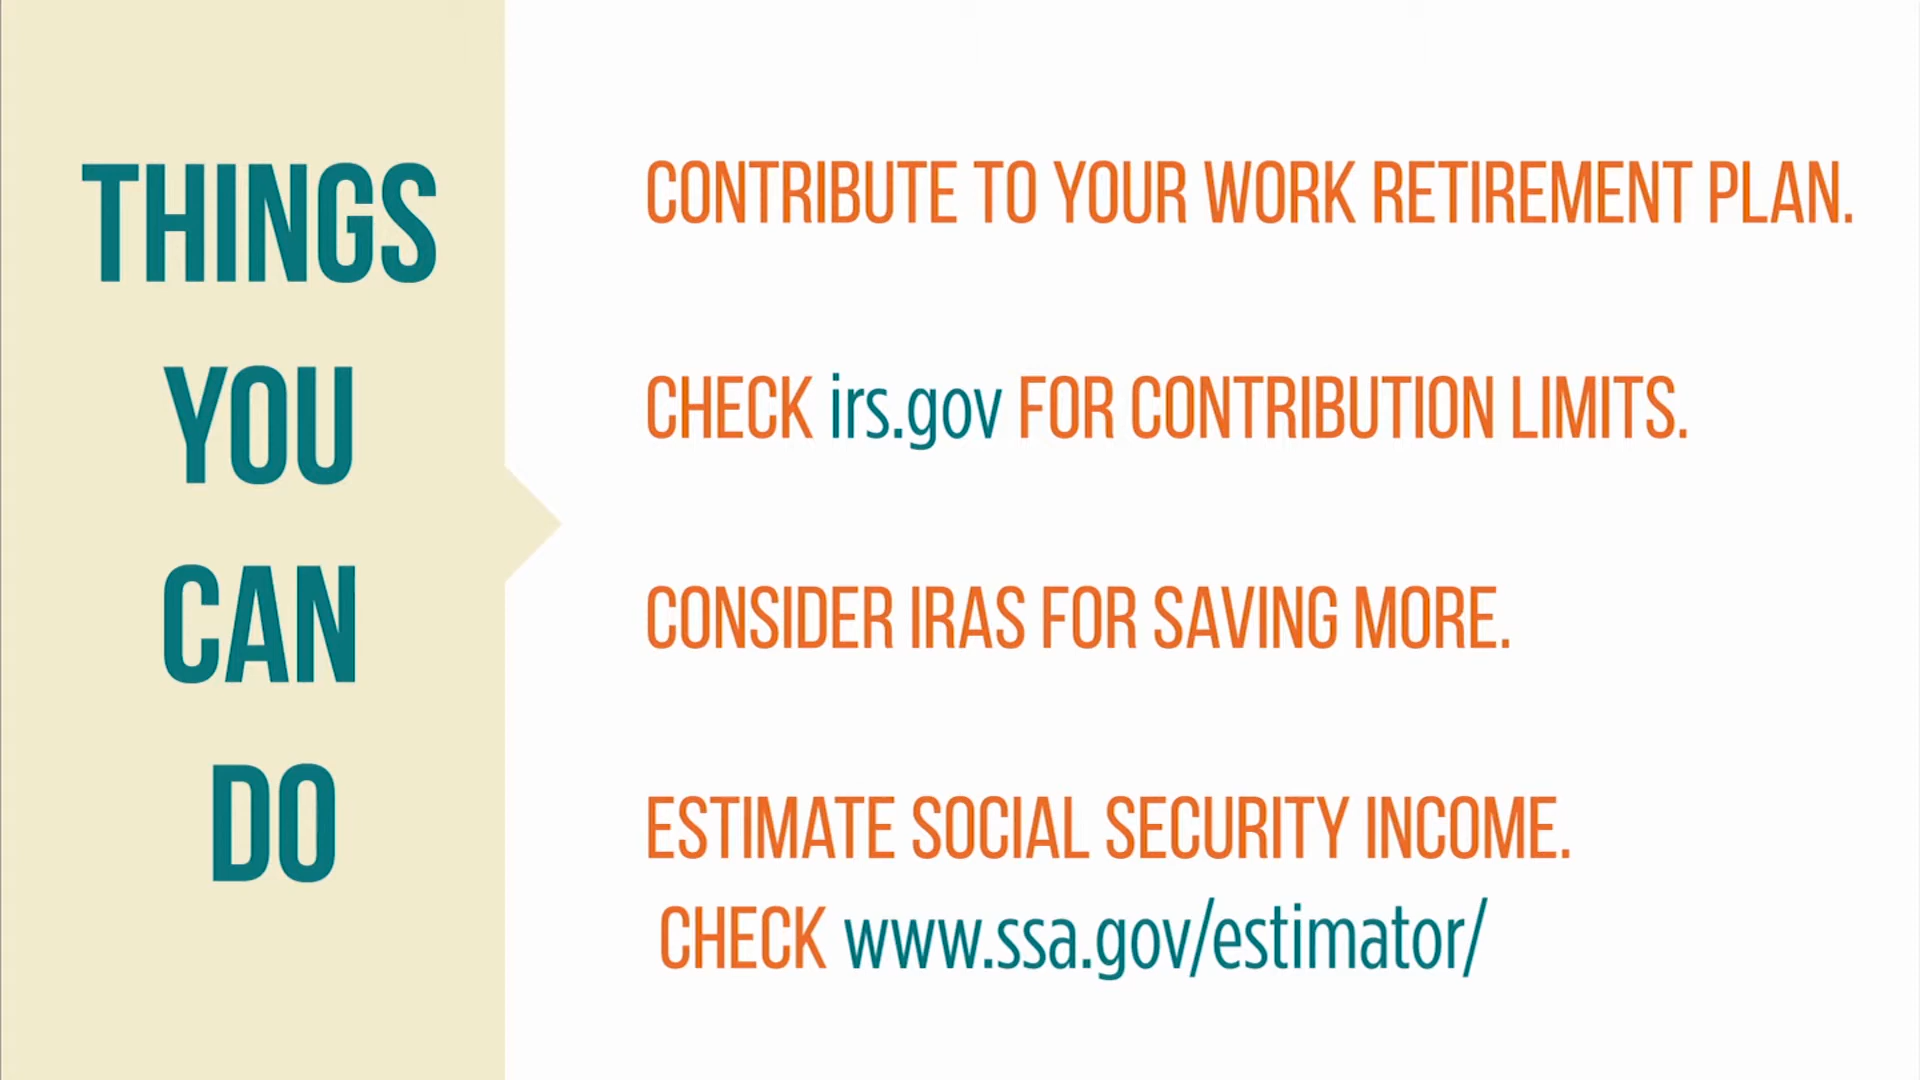 THINGS
YOU
CAN
DO
CONTRIBUTE TO YOUR WORK RETIREMENT PLAN.
CHECK irs.gov FOR CONTRIBUTION LIMITS.
CONSIDER IRAS FOR SAVING MORE.
ESTIMATE SOCIAL SECURITY INCOME.
CHECK www.ssa.gov/estimator/